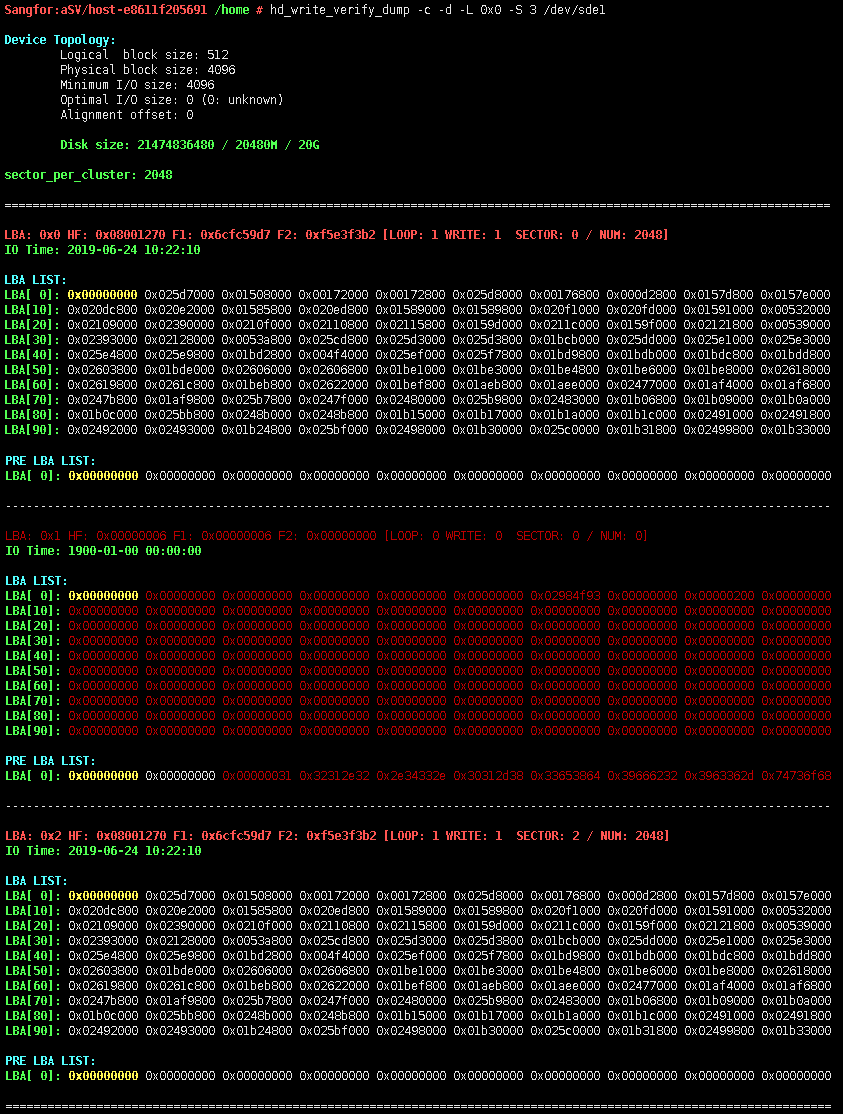 Sangfor:aSV/host-e8611f205691 /home # hd_write_verify_dump -c -d -L 0x0 -S 3 /dev/sdel
Device Topology:
Logical  block size: 512
Physical block size: 4096
Minimum I/O size: 4096
Optimal I/O size: 0 (0: unknown)
Alignment offset: 0
Disk size: 21474836480 / 20480M / 20G
sector_per_cluster: 2048
======================================================================================================================
LBA: 0x0 HF: 0x08001270 F1: 0x6cfc59d7 F2: 0xf5e3f3b2 [LOOP: 1 WRITE: 1  SECTOR: 0 / NUM: 2048]
IO Time: 2019-06-24 10:22:10
LBA LIST:
LBA[ 0]: 0x00000000 0x025d7000 0x01508000 0x00172000 0x00172800 0x025d8000 0x00176800 0x000d2800 0x0157d800 0x0157e000
LBA[10]: 0x020dc800 0x020e2000 0x01585800 0x020ed800 0x01589000 0x01589800 0x020f1000 0x020fd000 0x01591000 0x00532000
LBA[20]: 0x02109000 0x02390000 0x0210f000 0x02110800 0x02115800 0x0159d000 0x0211c000 0x0159f000 0x02121800 0x00539000
LBA[30]: 0x02393000 0x02128000 0x0053a800 0x025cd800 0x025d3000 0x025d3800 0x01bcb000 0x025dd000 0x025e1000 0x025e3000
LBA[40]: 0x025e4800 0x025e9800 0x01bd2800 0x004f4000 0x025ef000 0x025f7800 0x01bd9800 0x01bdb000 0x01bdc800 0x01bdd800
LBA[50]: 0x02603800 0x01bde000 0x02606000 0x02606800 0x01be1000 0x01be3000 0x01be4800 0x01be6000 0x01be8000 0x02618000
LBA[60]: 0x02619800 0x0261c800 0x01beb800 0x02622000 0x01bef800 0x01aeb800 0x01aee000 0x02477000 0x01af4000 0x01af6800
LBA[70]: 0x0247b800 0x01af9800 0x025b7800 0x0247f000 0x02480000 0x025b9800 0x02483000 0x01b06800 0x01b09000 0x01b0a000
LBA[80]: 0x01b0c000 0x025bb800 0x0248b000 0x0248b800 0x01b15000 0x01b17000 0x01b1a000 0x01b1c000 0x02491000 0x02491800
LBA[90]: 0x02492000 0x02493000 0x01b24800 0x025bf000 0x02498000 0x01b30000 0x025c0000 0x01b31800 0x02499800 0x01b33000
PRE LBA LIST:
LBA[ 0]: 0x00000000 0x00000000 0x00000000 0x00000000 0x00000000 0x00000000 0x00000000 0x00000000 0x00000000 0x00000000
----------------------------------------------------------------------------------------------------------------------
LBA: 0x1 HF: 0x00000006 F1: 0x00000006 F2: 0x00000000 [LOOP: 0 WRITE: 0  SECTOR: 0 / NUM: 0]
IO Time: 1900-01-00 00:00:00
LBA LIST:
LBA[ 0]: 0x00000000 0x00000000 0x00000000 0x00000000 0x00000000 0x00000000 0x02984f93 0x00000000 0x00000200 0x00000000
LBA[10]: 0x00000000 0x00000000 0x00000000 0x00000000 0x00000000 0x00000000 0x00000000 0x00000000 0x00000000 0x00000000
LBA[20]: 0x00000000 0x00000000 0x00000000 0x00000000 0x00000000 0x00000000 0x00000000 0x00000000 0x00000000 0x00000000
LBA[30]: 0x00000000 0x00000000 0x00000000 0x00000000 0x00000000 0x00000000 0x00000000 0x00000000 0x00000000 0x00000000
LBA[40]: 0x00000000 0x00000000 0x00000000 0x00000000 0x00000000 0x00000000 0x00000000 0x00000000 0x00000000 0x00000000
LBA[50]: 0x00000000 0x00000000 0x00000000 0x00000000 0x00000000 0x00000000 0x00000000 0x00000000 0x00000000 0x00000000
LBA[60]: 0x00000000 0x00000000 0x00000000 0x00000000 0x00000000 0x00000000 0x00000000 0x00000000 0x00000000 0x00000000
LBA[70]: 0x00000000 0x00000000 0x00000000 0x00000000 0x00000000 0x00000000 0x00000000 0x00000000 0x00000000 0x00000000
LBA[80]: 0x00000000 0x00000000 0x00000000 0x00000000 0x00000000 0x00000000 0x00000000 0x00000000 0x00000000 0x00000000
LBA[90]: 0x00000000 0x00000000 0x00000000 0x00000000 0x00000000 0x00000000 0x00000000 0x00000000 0x00000000 0x00000000
PRE LBA LIST:
LBA[ 0]: 0x00000000 0x00000000 0x00000031 0x32312e32 0x2e34332e 0x30312d38 0x33653864 0x39666232 0x3963362d 0x74736f68
----------------------------------------------------------------------------------------------------------------------
LBA: 0x2 HF: 0x08001270 F1: 0x6cfc59d7 F2: 0xf5e3f3b2 [LOOP: 1 WRITE: 1  SECTOR: 2 / NUM: 2048]
IO Time: 2019-06-24 10:22:10
LBA LIST:
LBA[ 0]: 0x00000000 0x025d7000 0x01508000 0x00172000 0x00172800 0x025d8000 0x00176800 0x000d2800 0x0157d800 0x0157e000
LBA[10]: 0x020dc800 0x020e2000 0x01585800 0x020ed800 0x01589000 0x01589800 0x020f1000 0x020fd000 0x01591000 0x00532000
LBA[20]: 0x02109000 0x02390000 0x0210f000 0x02110800 0x02115800 0x0159d000 0x0211c000 0x0159f000 0x02121800 0x00539000
LBA[30]: 0x02393000 0x02128000 0x0053a800 0x025cd800 0x025d3000 0x025d3800 0x01bcb000 0x025dd000 0x025e1000 0x025e3000
LBA[40]: 0x025e4800 0x025e9800 0x01bd2800 0x004f4000 0x025ef000 0x025f7800 0x01bd9800 0x01bdb000 0x01bdc800 0x01bdd800
LBA[50]: 0x02603800 0x01bde000 0x02606000 0x02606800 0x01be1000 0x01be3000 0x01be4800 0x01be6000 0x01be8000 0x02618000
LBA[60]: 0x02619800 0x0261c800 0x01beb800 0x02622000 0x01bef800 0x01aeb800 0x01aee000 0x02477000 0x01af4000 0x01af6800
LBA[70]: 0x0247b800 0x01af9800 0x025b7800 0x0247f000 0x02480000 0x025b9800 0x02483000 0x01b06800 0x01b09000 0x01b0a000
LBA[80]: 0x01b0c000 0x025bb800 0x0248b000 0x0248b800 0x01b15000 0x01b17000 0x01b1a000 0x01b1c000 0x02491000 0x02491800
LBA[90]: 0x02492000 0x02493000 0x01b24800 0x025bf000 0x02498000 0x01b30000 0x025c0000 0x01b31800 0x02499800 0x01b33000
PRE LBA LIST:
LBA[ 0]: 0x00000000 0x00000000 0x00000000 0x00000000 0x00000000 0x00000000 0x00000000 0x00000000 0x00000000 0x00000000
======================================================================================================================